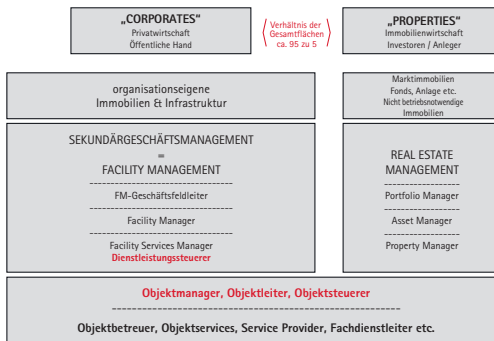 „CORPORATES“
Privatwirtschaft
Öffentliche Hand
Verhältnis der
Gesamtflächen
ca. 95 zu 5
„PROPERTIES“
Immobilienwirtschaft
Investoren / Anleger
organisationseigene
Immobilien & Infrastruktur
Marktimmobilien
Fonds, Anlage etc.
Nicht betriebsnotwendige
Immobilien
SEKUNDÄRGESCHÄFTSMANAGEMENT
=
FACILITY MANAGEMENT
FM-Geschäftsfeldleiter
Facility Manager
Facility Services Manager
Dienstleistungssteuerer
REAL ESTATE
MANAGEMENT
Portfolio Manager
Asset Manager
Property Manager
Objektmanager, Objektleiter, Objektsteuerer
Objektbetreuer, Objektservices, Service Provider, Fachdienstleiter etc.